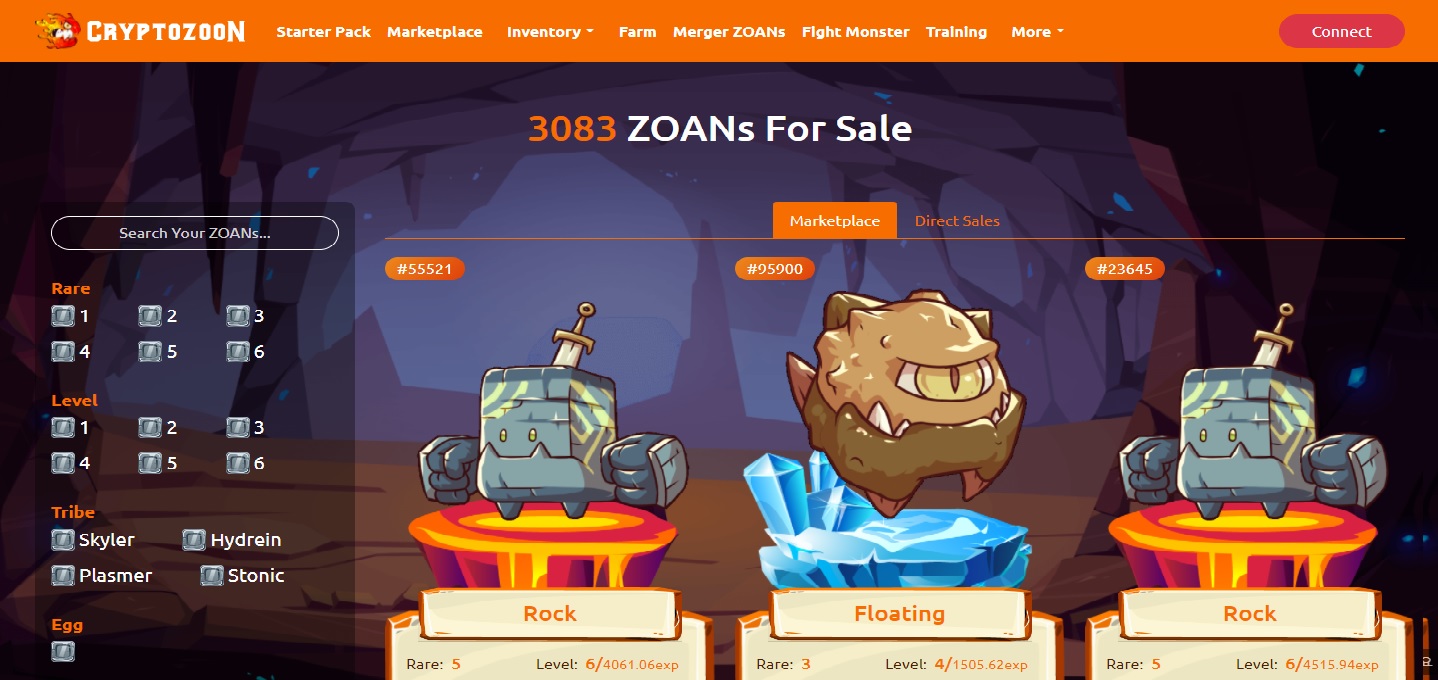 CRYPTOZOON
Starter Pack Marketplace Inventory Farm Merger ZOANs Fight Monster Training More
Connect
3083 ZOANs For Sale
Search Your ZOANs...
Marketplace Direct Sales
Rare
1 2 3
4 5 6
Level
1 2 3
4 5 6
Tribe
Skyler Hydrein
Plasmer Stonic
Egg
#55521
Rock
Rare: 5 Level: 6/4061.06exp
#95900
Floating
Rare: 3 Level: 4/1505.62exp
#23645
Rock
Rare: 5 Level: 6/4515.94exp